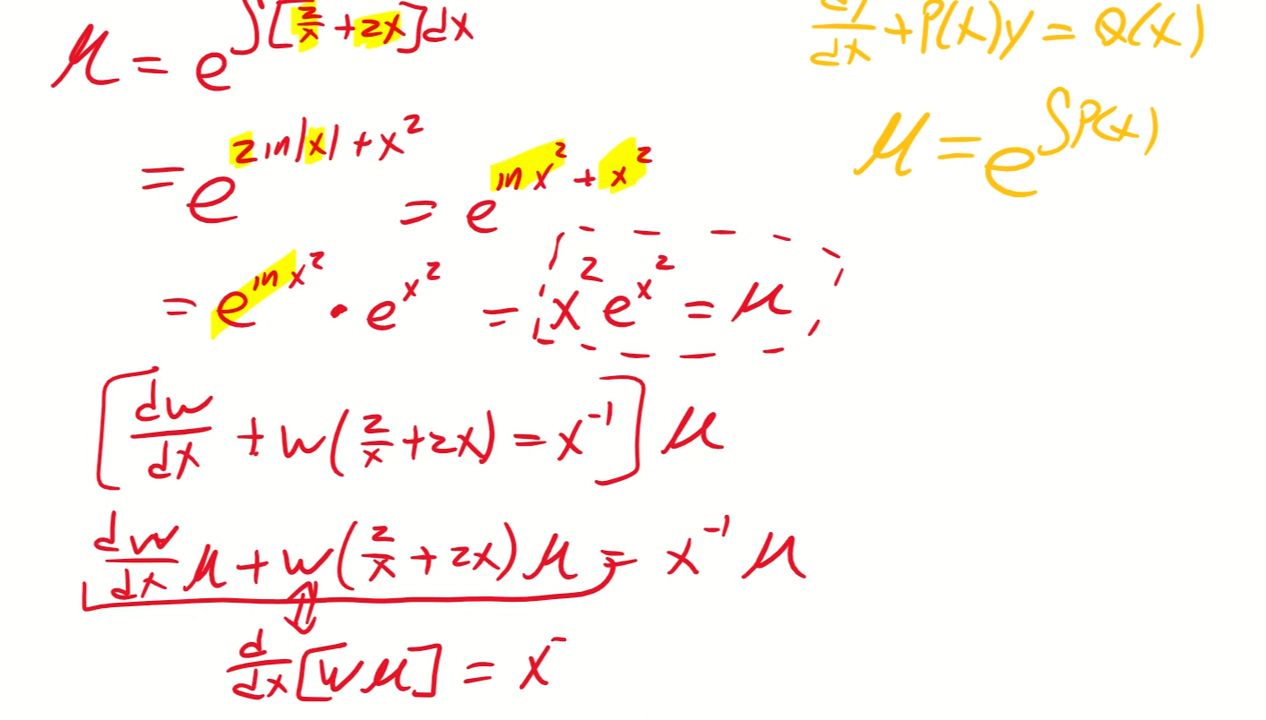 μ = e^∫[2/x + 2x]dx
dy/dx + P(x)y = Q(x)
μ = e^∫P(x)
= e^2ln|x| + x²
= e^ln x² + x²
= e^ln x² • e^x² = x² e^x² = μ
[dw/dx + w(2/x + 2x) = x⁻¹] μ
dw/dx μ + w(2/x + 2x) μ = x⁻¹ μ
d/dx [w μ] = x⁻